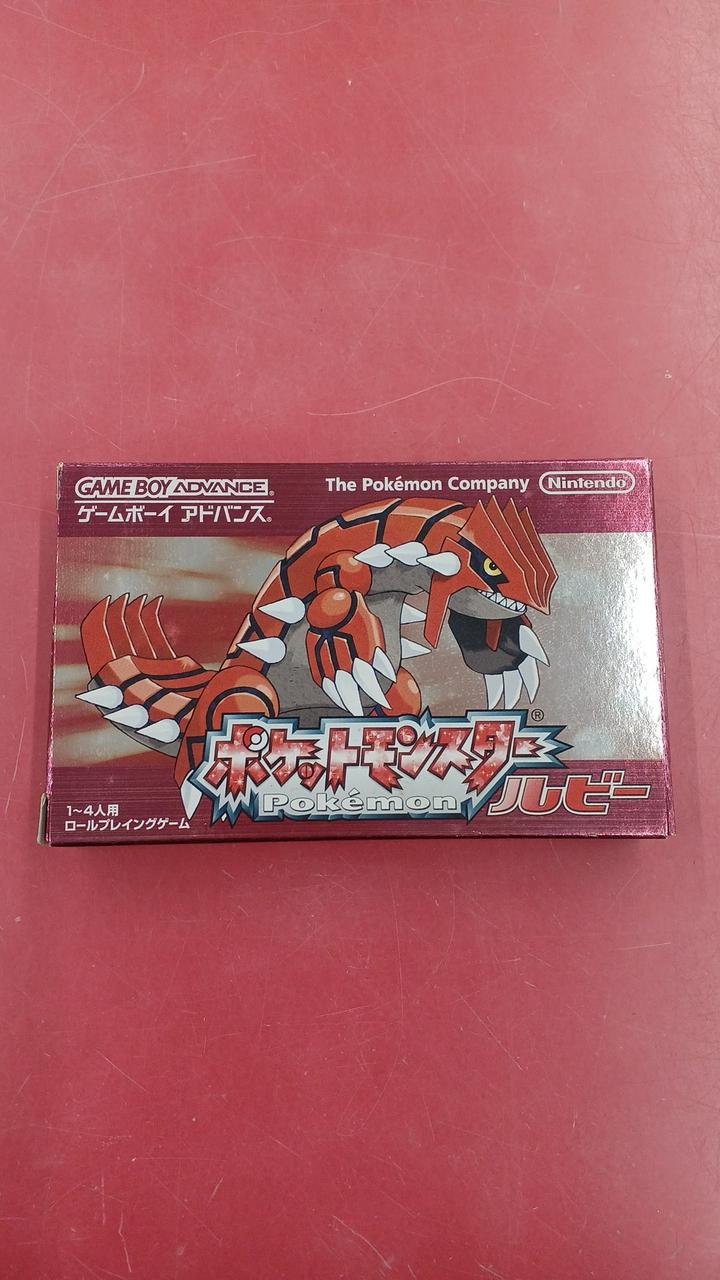 GAME BOY ADVANCE®
ゲームボーイ アドバンス®
The Pokémon Company
Nintendo®
ポケットモンスター®
Pokémon
ルビー
1~4人用
ロールプレイングゲーム